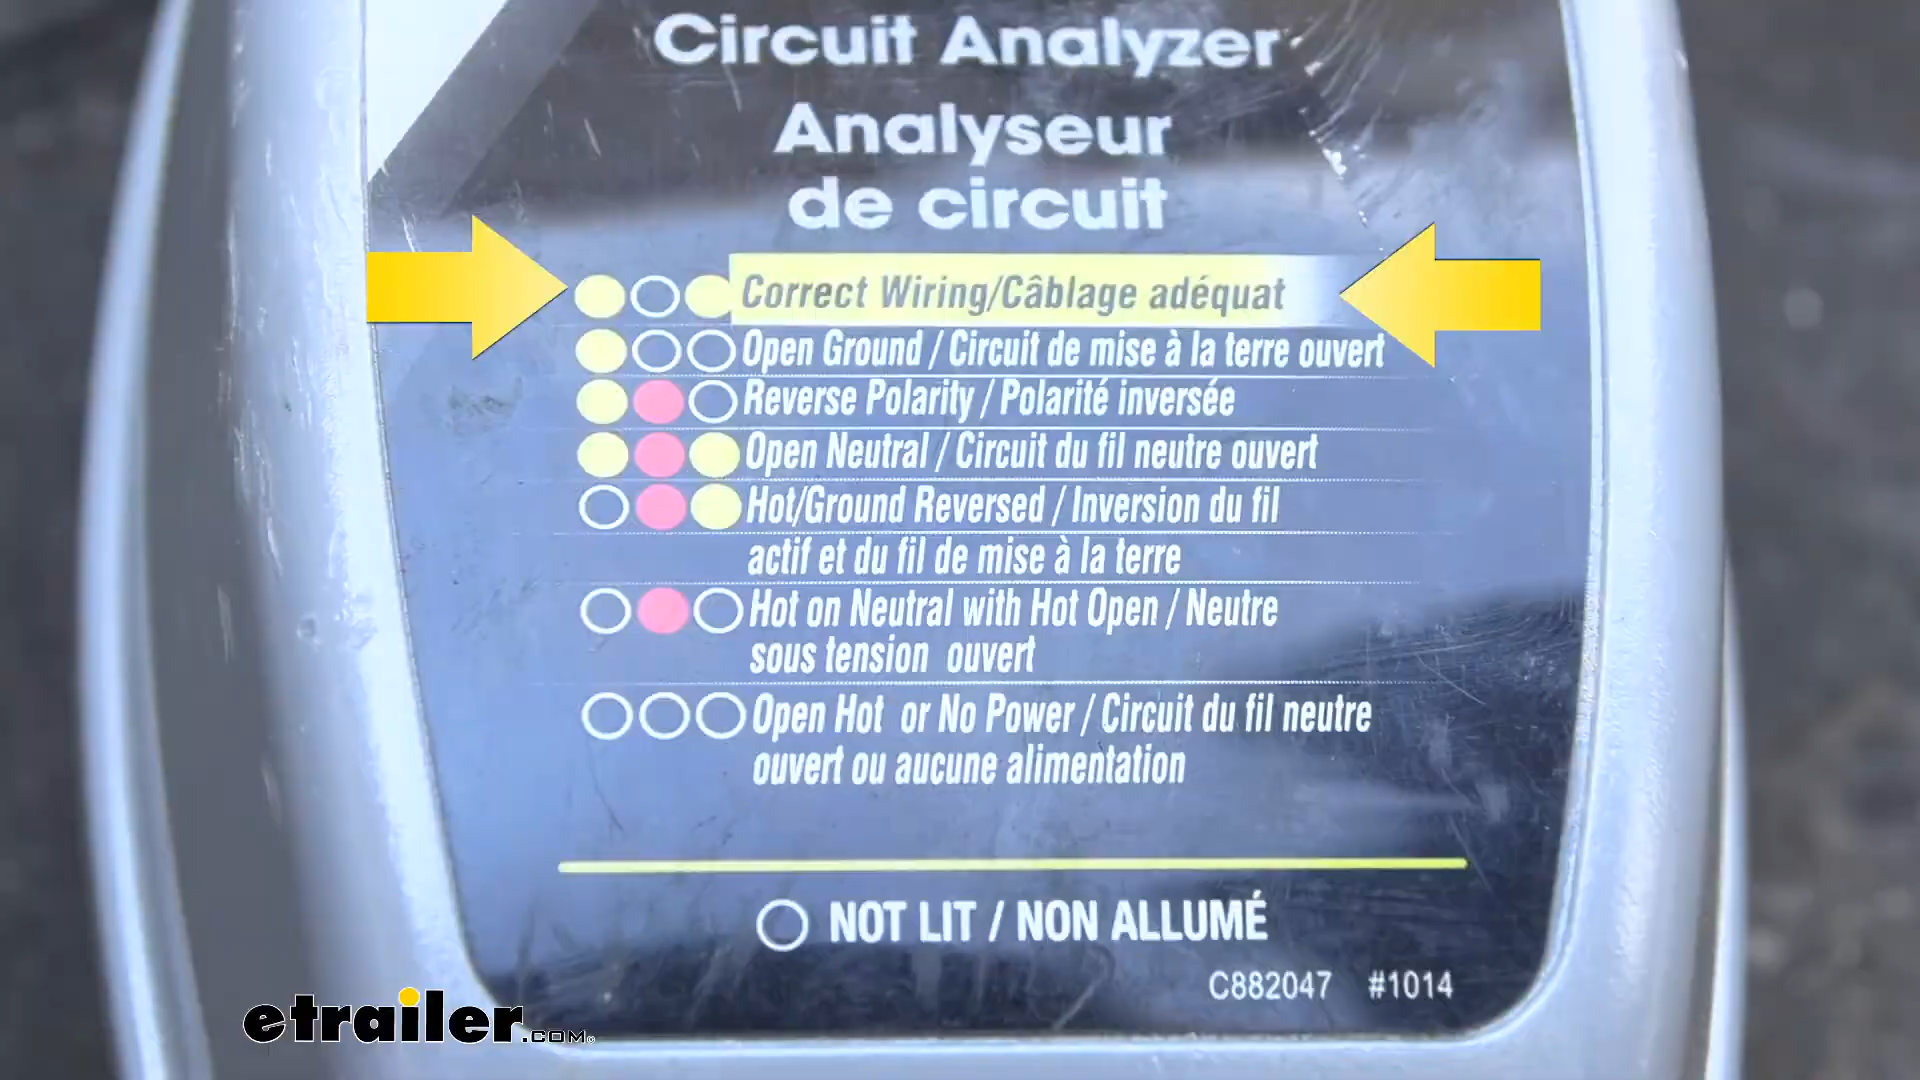 Circuit Analyzer
Analyseur
de circuit
Correct Wiring/Câblage adéquat
Open Ground / Circuit de mise à la terre ouvert
Reverse Polarity / Polarité inversée
Open Neutral / Circuit du fil neutre ouvert
Hot/Ground Reversed / Inversion du fil
actif et du fil de mise à la terre
Hot on Neutral with Hot Open / Neutre
sous tension ouvert
Open Hot or No Power / Circuit du fil neutre
ouvert ou aucune alimentation
NOT LIT / NON ALLUMÉ
C882047 #1014
etrailer.com